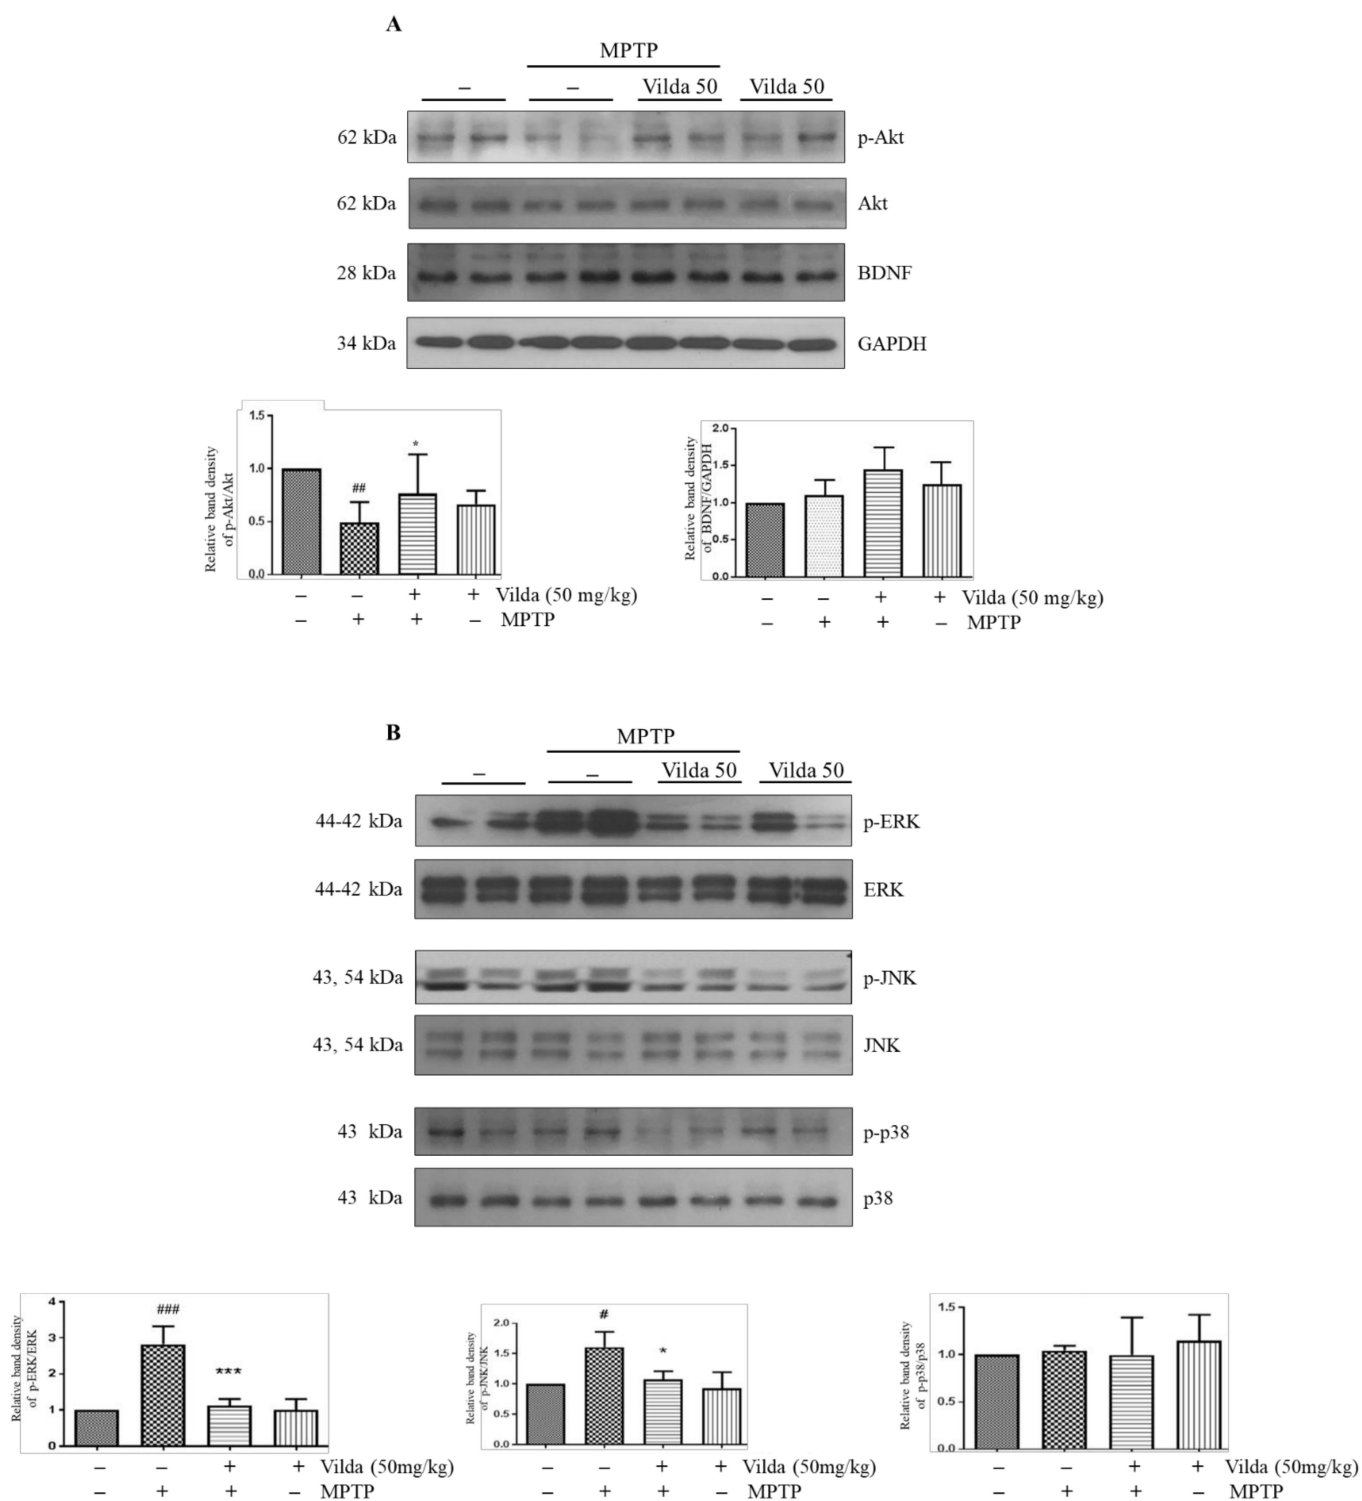 A
MPTP
– – Vilda 50 Vilda 50
62 kDa p-Akt
62 kDa Akt
28 kDa BDNF
34 kDa GAPDH
Relative band density
of p-Akt/Akt
1.5
1.0
0.5
0.0
##
*
– – + + Vilda (50 mg/kg)
– + + – MPTP
Relative band density
of BDNF/GAPDH
2.0
1.5
1.0
0.5
0.0
– – + + Vilda (50 mg/kg)
– + + – MPTP
B
MPTP
– – Vilda 50 Vilda 50
44-42 kDa p-ERK
44-42 kDa ERK
43, 54 kDa p-JNK
43, 54 kDa JNK
43 kDa p-p38
43 kDa p38
Relative band density
of p-ERK/ERK
4
3
2
1
0
###
***
– – + + Vilda (50mg/kg)
– + + – MPTP
Relative band density
of p-JNK/JNK
2.0
1.5
1.0
0.5
0.0
#
*
– – + + Vilda (50mg/kg)
– + + – MPTP
Relative band density
of p-p38/p38
1.5
1.0
0.5
0.0
– – + + Vilda (50mg/kg)
– + + – MPTP